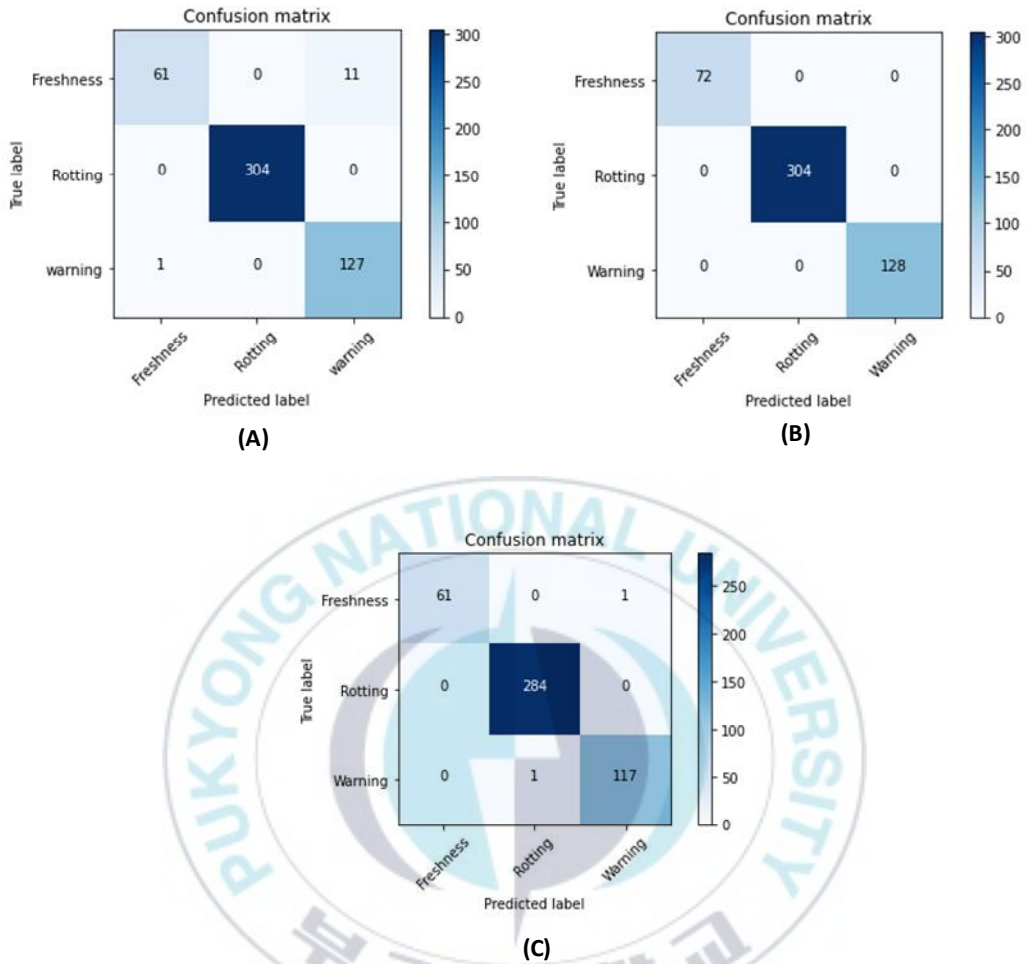 Confusion matrix
True label
Freshness 61 0 11
Rotting 0 304 0
warning 1 0 127
Freshness Rotting warning
Predicted label
300
250
200
150
100
50
0
(A)
Confusion matrix
True label
Freshness 72 0 0
Rotting 0 304 0
Warning 0 0 128
Freshness Rotting Warning
Predicted label
300
250
200
150
100
50
0
(B)
PUKYONG NATIONAL UNIVERSITY
Confusion matrix
True label
Freshness 61 0 1
Rotting 0 284 0
Warning 0 1 117
Freshness Rotting Warning
Predicted label
250
200
150
100
50
0
(C)